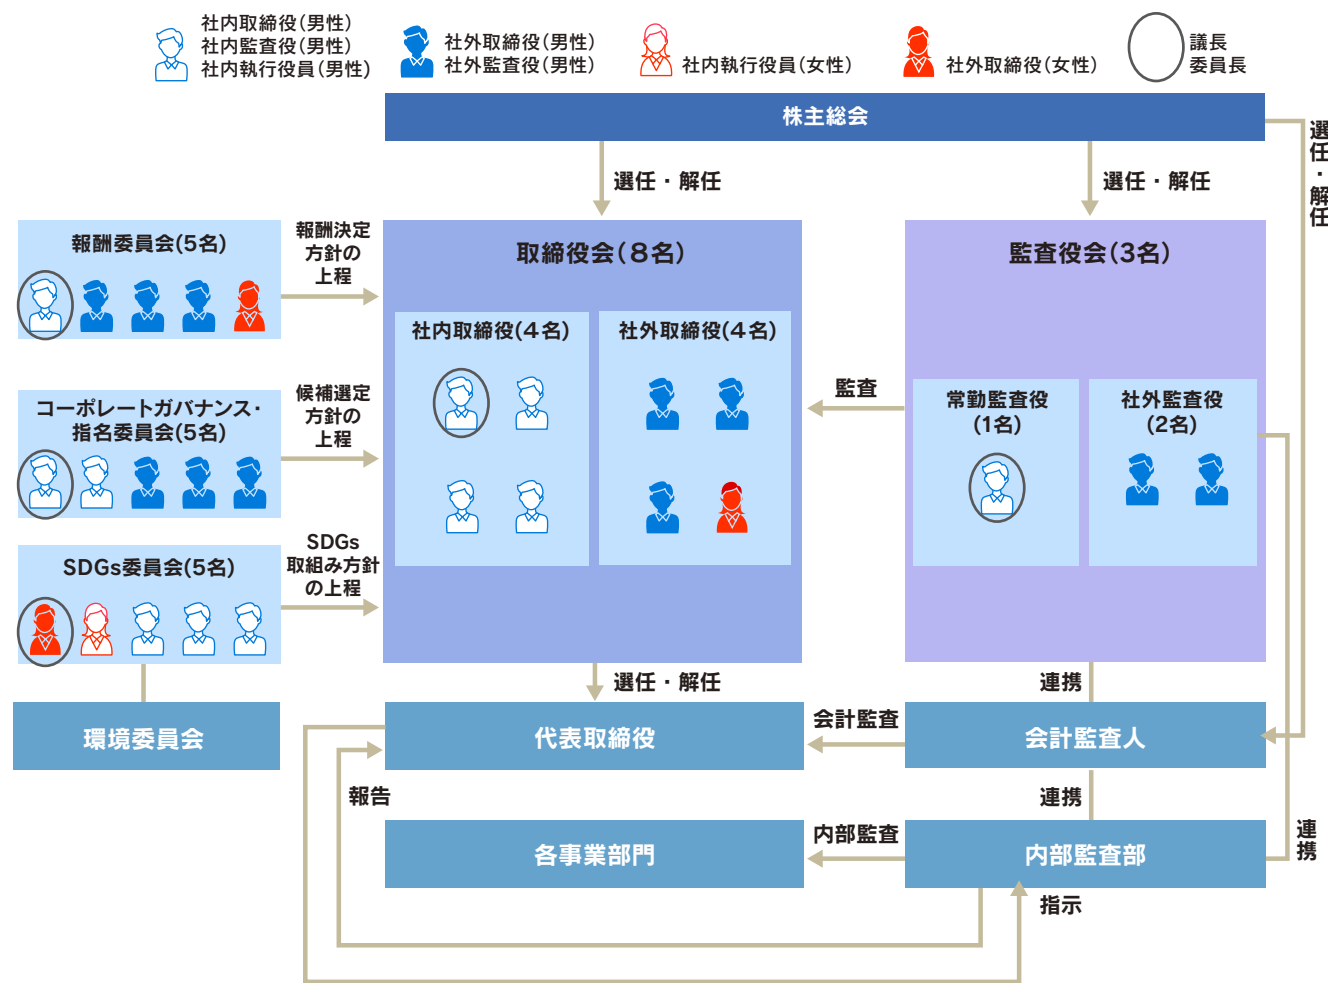 社内取締役(男性)
社内監査役(男性)
社内執行役員(男性)
社外取締役(男性)
社外監査役(男性)
社内執行役員(女性)
社外取締役(女性)
議長
委員長
株主総会
選任・解任
選任・解任
選任・解任
報酬委員会(5名)
報酬決定
方針の
上程
取締役会(8名)
監査役会(3名)
社内取締役(4名)
社外取締役(4名)
コーポレートガバナンス・
指名委員会(5名)
候補選定
方針の
上程
監査
常勤監査役
(1名)
社外監査役
(2名)
SDGs委員会(5名)
SDGs
取組み方針
の上程
選任・解任
連携
環境委員会
代表取締役
会計監査
会計監査人
報告
連携
各事業部門
内部監査
内部監査部
連携
指示